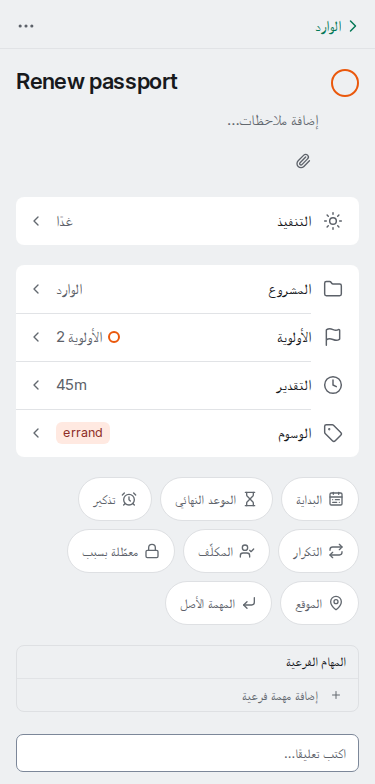 الوارد
Renew passport
إضافة ملاحظات...
التنفيذ غدًا
المشروع الوارد
الأولوية الأولوية 2
التقدير 45m
الوسوم errand
البداية الموعد النهائي تذكير
التكرار المكلّف معطّلة بسبب
الموقع المهمة الأصل
المهام الفرعية
إضافة مهمة فرعية
اكتب تعليقًا...